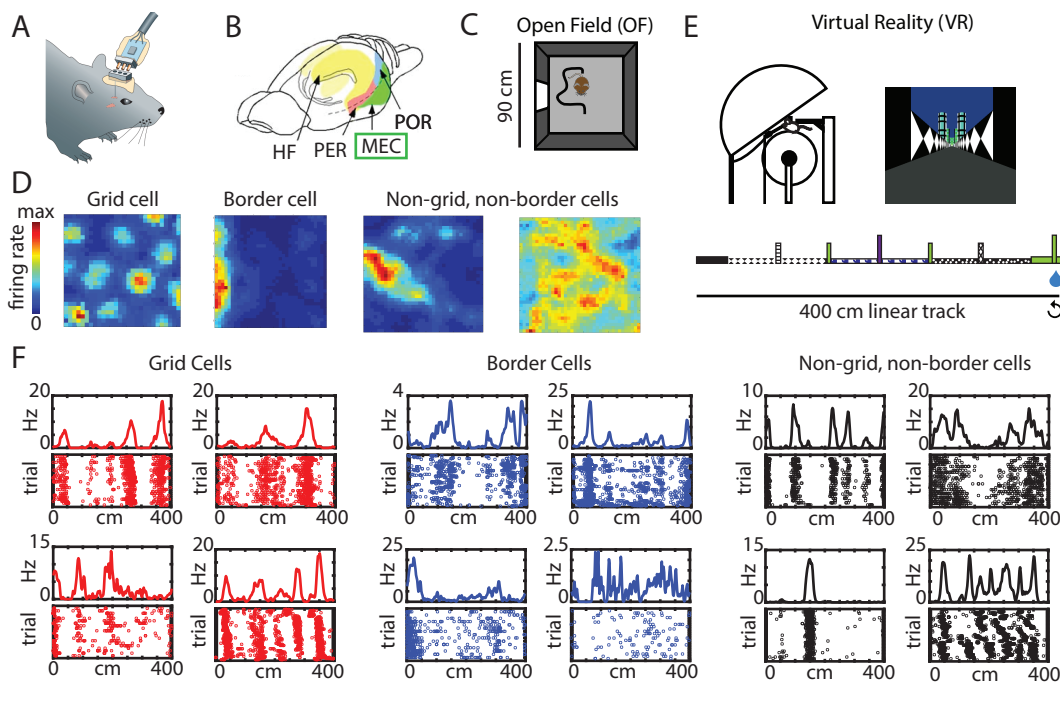 A
B
HF
PER
MEC
POR
C
Open Field (OF)
90 cm
E
Virtual Reality (VR)
400 cm linear track
D
Grid cell
Border cell
Non-grid, non-border cells
max
firing rate
0
F
Grid Cells
Border Cells
Non-grid, non-border cells
20
Hz
0
trial
0
cm
400
20
Hz
0
trial
0
cm
400
4
Hz
0
trial
0
cm
400
25
Hz
0
trial
0
cm
400
10
Hz
0
trial
0
cm
400
20
Hz
0
trial
0
cm
400
15
Hz
0
trial
0
cm
400
20
Hz
0
trial
0
cm
400
25
Hz
0
trial
0
cm
400
2.5
Hz
0
trial
0
cm
400
15
Hz
0
trial
0
cm
400
25
Hz
0
trial
0
cm
400